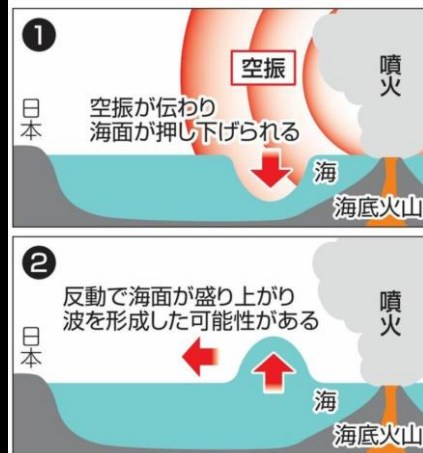 ❶
空振
噴火
日本
空振が伝わり
海面が押し下げられる
海
海底火山
❷
反動で海面が盛り上がり
波を形成した可能性がある
噴火
日本
海
海底火山